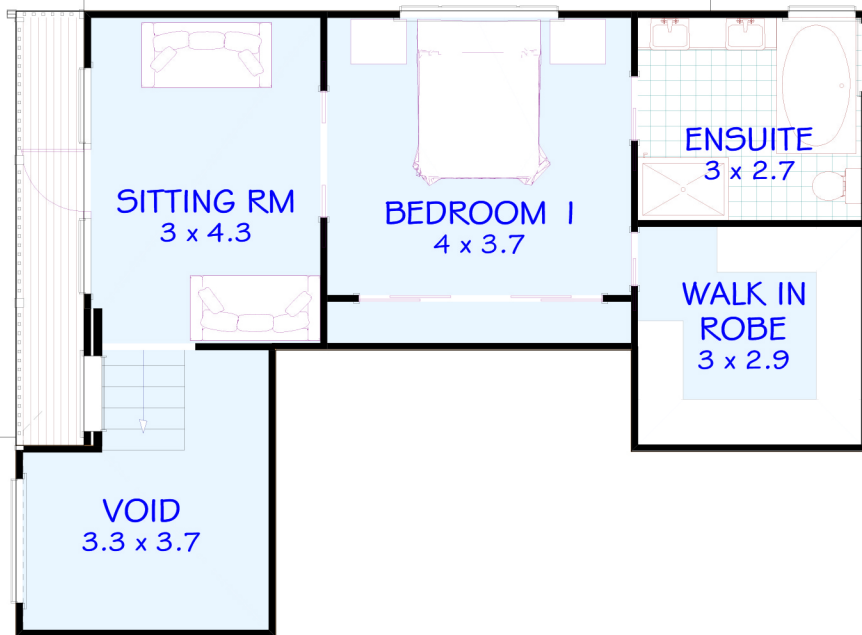 ENSUITE
3 x 2.7
SITTING RM
3 x 4.3
BEDROOM 1
4 x 3.7
WALK IN
ROBE
3 x 2.9
VOID
3.3 x 3.7